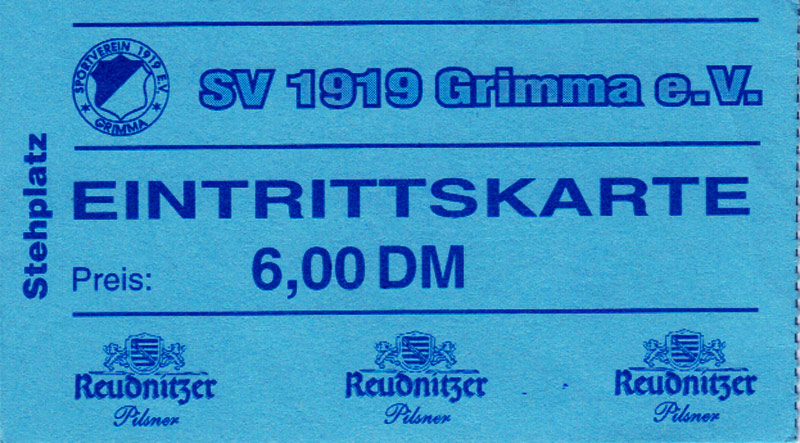 SPORTVEREIN 1919 E.V.
GRIMMA
SV 1919 Grimma e.V.
Stehplatz
EINTRITTSKARTE
Preis: 6,00 DM
Reudnitzer Reudnitzer Reudnitzer
Pilsner Pilsner Pilsner